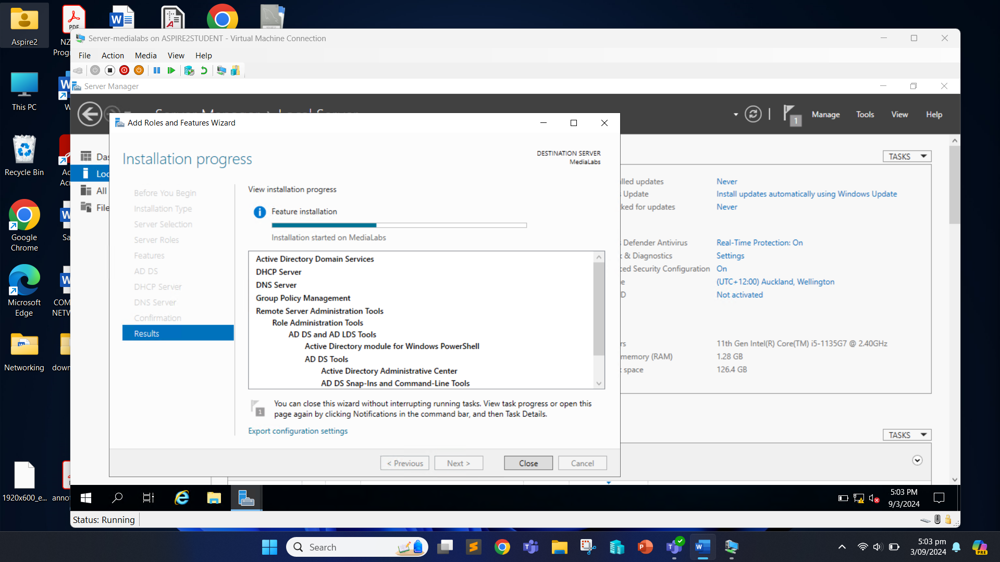 Aspire2
PDF
NZ
Prog
Server-medialabs on ASPIRE2STUDENT - Virtual Machine Connection
File Action Media View Help
Server Manager
Manage Tools View Help
1
Add Roles and Features Wizard
Installation progress
DESTINATION SERVER
MediaLabs
View installation progress
Before You Begin
Installation Type
Server Selection
Server Roles
Features
AD DS
DHCP Server
DNS Server
Confirmation
Results
Feature installation
Installation started on MediaLabs
Active Directory Domain Services
DHCP Server
DNS Server
Group Policy Management
Remote Server Administration Tools
Role Administration Tools
AD DS and AD LDS Tools
Active Directory module for Windows PowerShell
AD DS Tools
Active Directory Administrative Center
AD DS Snap-Ins and Command-Line Tools
1
You can close this wizard without interrupting running tasks. View task progress or open this
page again by clicking Notifications in the command bar, and then Task Details.
Export configuration settings
< Previous Next > Close Cancel
Das
Loc
All
File
TASKS
lled updates Never
Update Install updates automatically using Windows Update
ked for updates Never
Defender Antivirus Real-Time Protection: On
& Diagnostics Settings
ced Security Configuration On
e (UTC+12:00) Auckland, Wellington
D Not activated
rs 11th Gen Intel(R) Core(TM) i5-1135G7 @ 2.40GHz
memory (RAM) 1.28 GB
space 126.4 GB
TASKS
5:03 PM
9/3/2024
Status: Running
This PC
W
Recycle Bin
Ad
Acr
Google
Chrome
Sa
Microsoft
Edge
COM
NETW
Networking
down
1920x600_e...
annot
Search
5:03 pm
3/09/2024
PRE